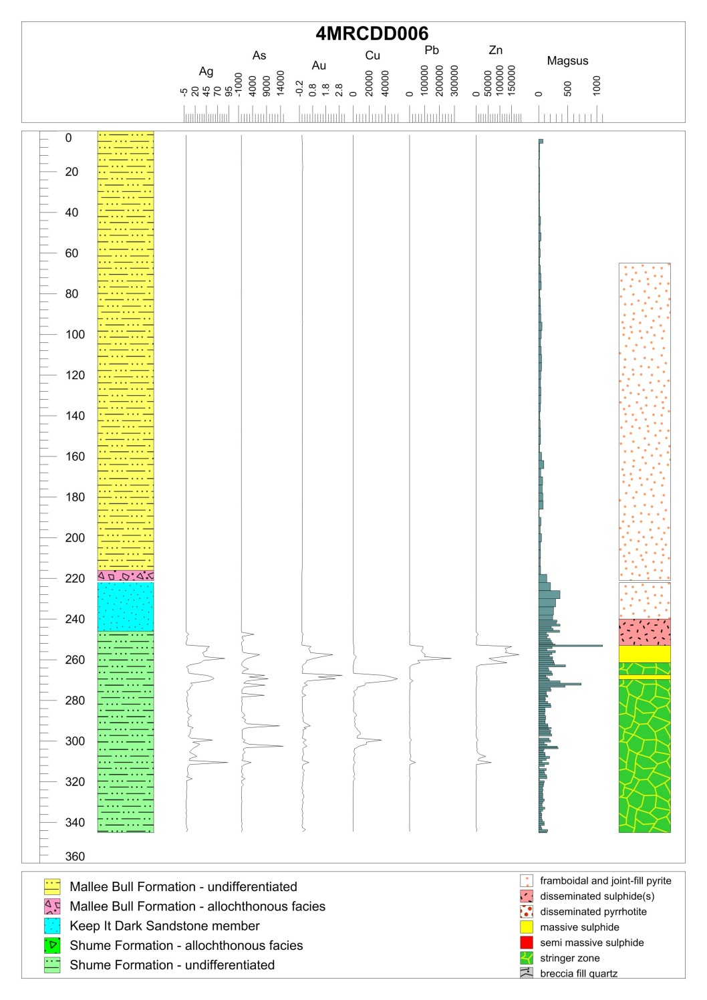 4MRCDD006
Ag As Au Cu Pb Zn Magsus
-5 20 45 70 95
-1000 4000 9000 14000
-0.2 0.8 1.8 2.8
0 20000 40000
0 100000 200000 300000
0 50000 100000 150000
0 500 1000
0
20
40
60
80
100
120
140
160
180
200
220
240
260
280
300
320
340
360
Mallee Bull Formation - undifferentiated
Mallee Bull Formation - allochthonous facies
Keep It Dark Sandstone member
Shume Formation - allochthonous facies
Shume Formation - undifferentiated
framboidal and joint-fill pyrite
disseminated sulphide(s)
disseminated pyrrhotite
massive sulphide
semi massive sulphide
stringer zone
breccia fill quartz